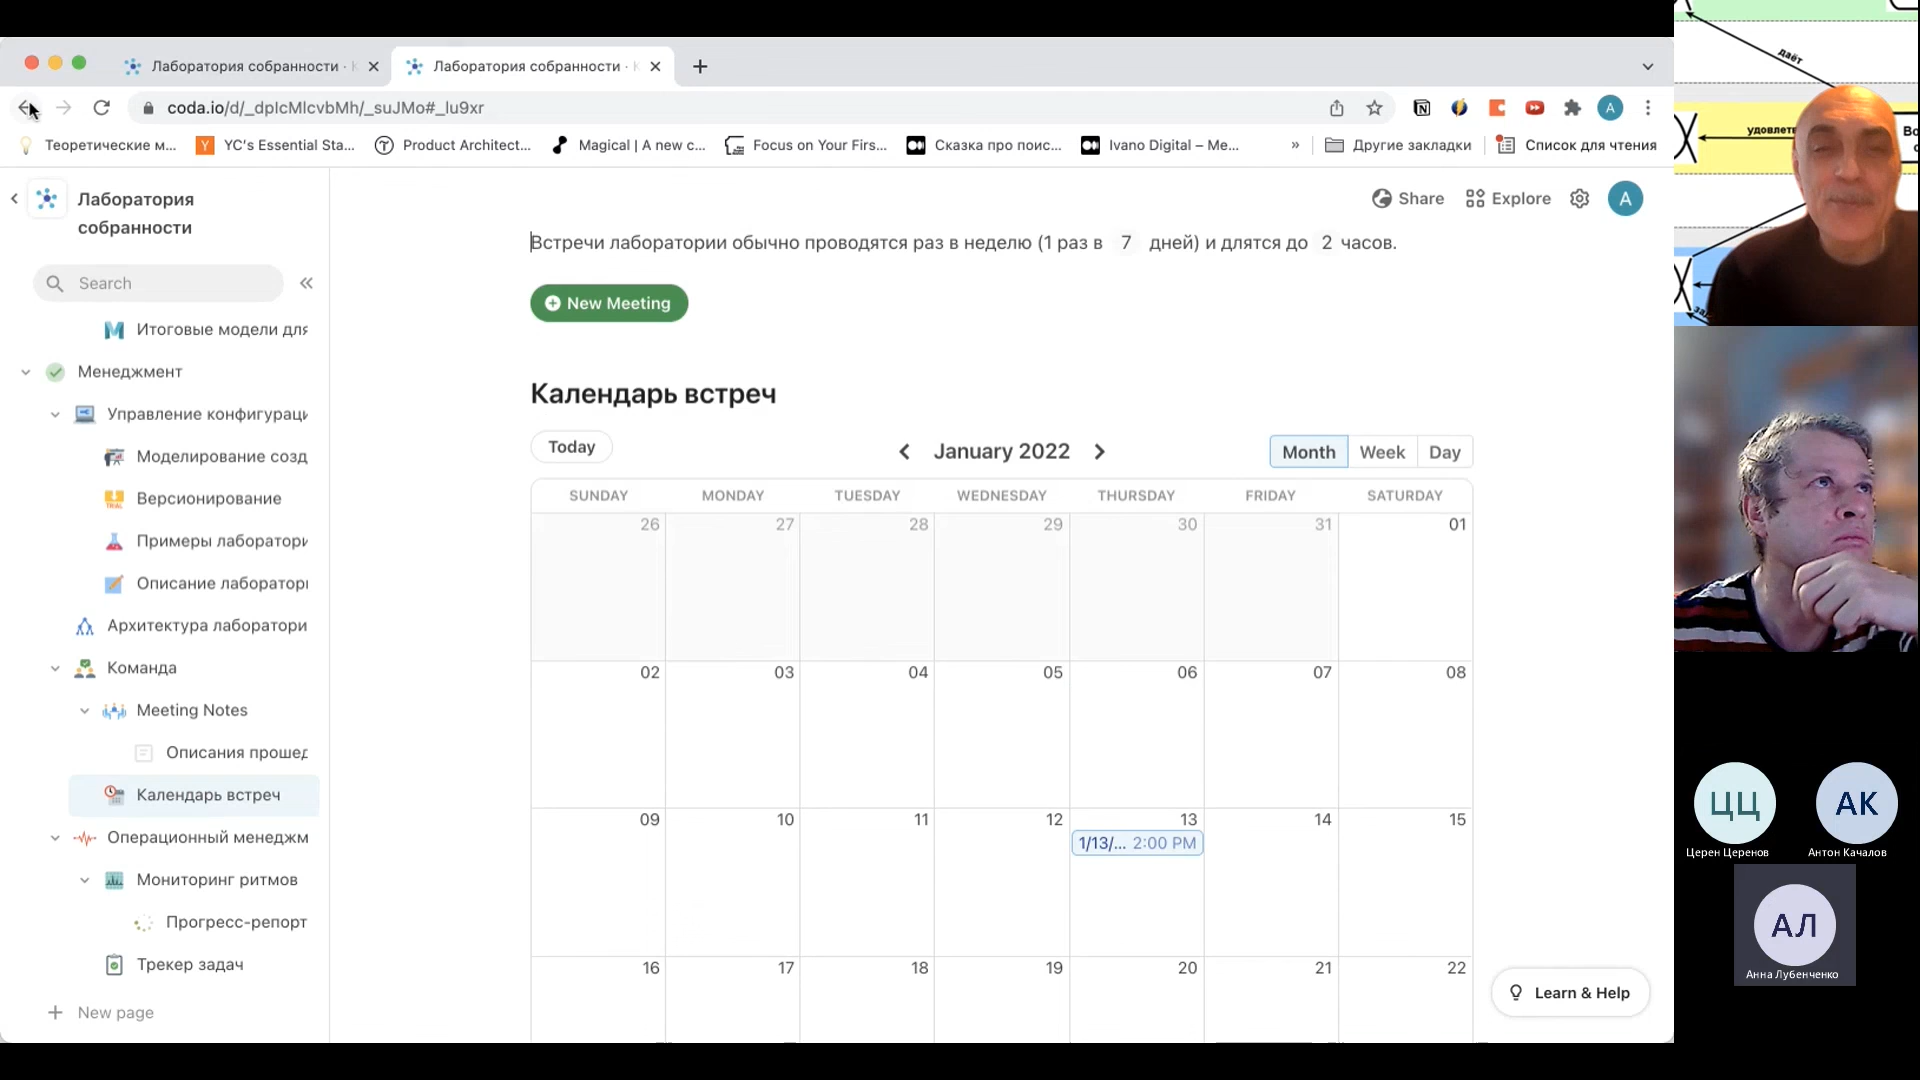 Лаборатория собранности ·
Лаборатория собранности ·
coda.io/d/_dplcMlcvbMh/_suJMo#_lu9xr
A
Теоретические м...
YC's Essential Sta...
Product Architect...
Magical | A new c...
Focus on Your Firs...
Сказка про поис...
Ivano Digital – Me...
»
Другие закладки
Список для чтения
Лаборатория
собранности
Search
Итоговые модели для
Менеджмент
Управление конфигураци
Моделирование созд
Версионирование
Примеры лаборатори
Описание лаборатор
Архитектура лаборатори
Команда
Meeting Notes
Описания прошед
Календарь встреч
Операционный менеджм
Мониторинг ритмов
Прогресс-репорт
Трекер задач
New page
Share
Explore
A
Встречи лаборатории обычно проводятся раз в неделю (1 раз в 7 дней) и длятся до 2 часов.
New Meeting
Календарь встреч
Today
January 2022
Month Week Day
SUNDAY MONDAY TUESDAY WEDNESDAY THURSDAY FRIDAY SATURDAY
26 27 28 29 30 31 01
02 03 04 05 06 07 08
09 10 11 12 13 14 15
1/13/... 2:00 PM
16 17 18 19 20 21 22
Learn & Help
даёт
удовлет
ЦЦ
Церен Церенов
АК
Антон Качалов
АЛ
Анна Лубенченко